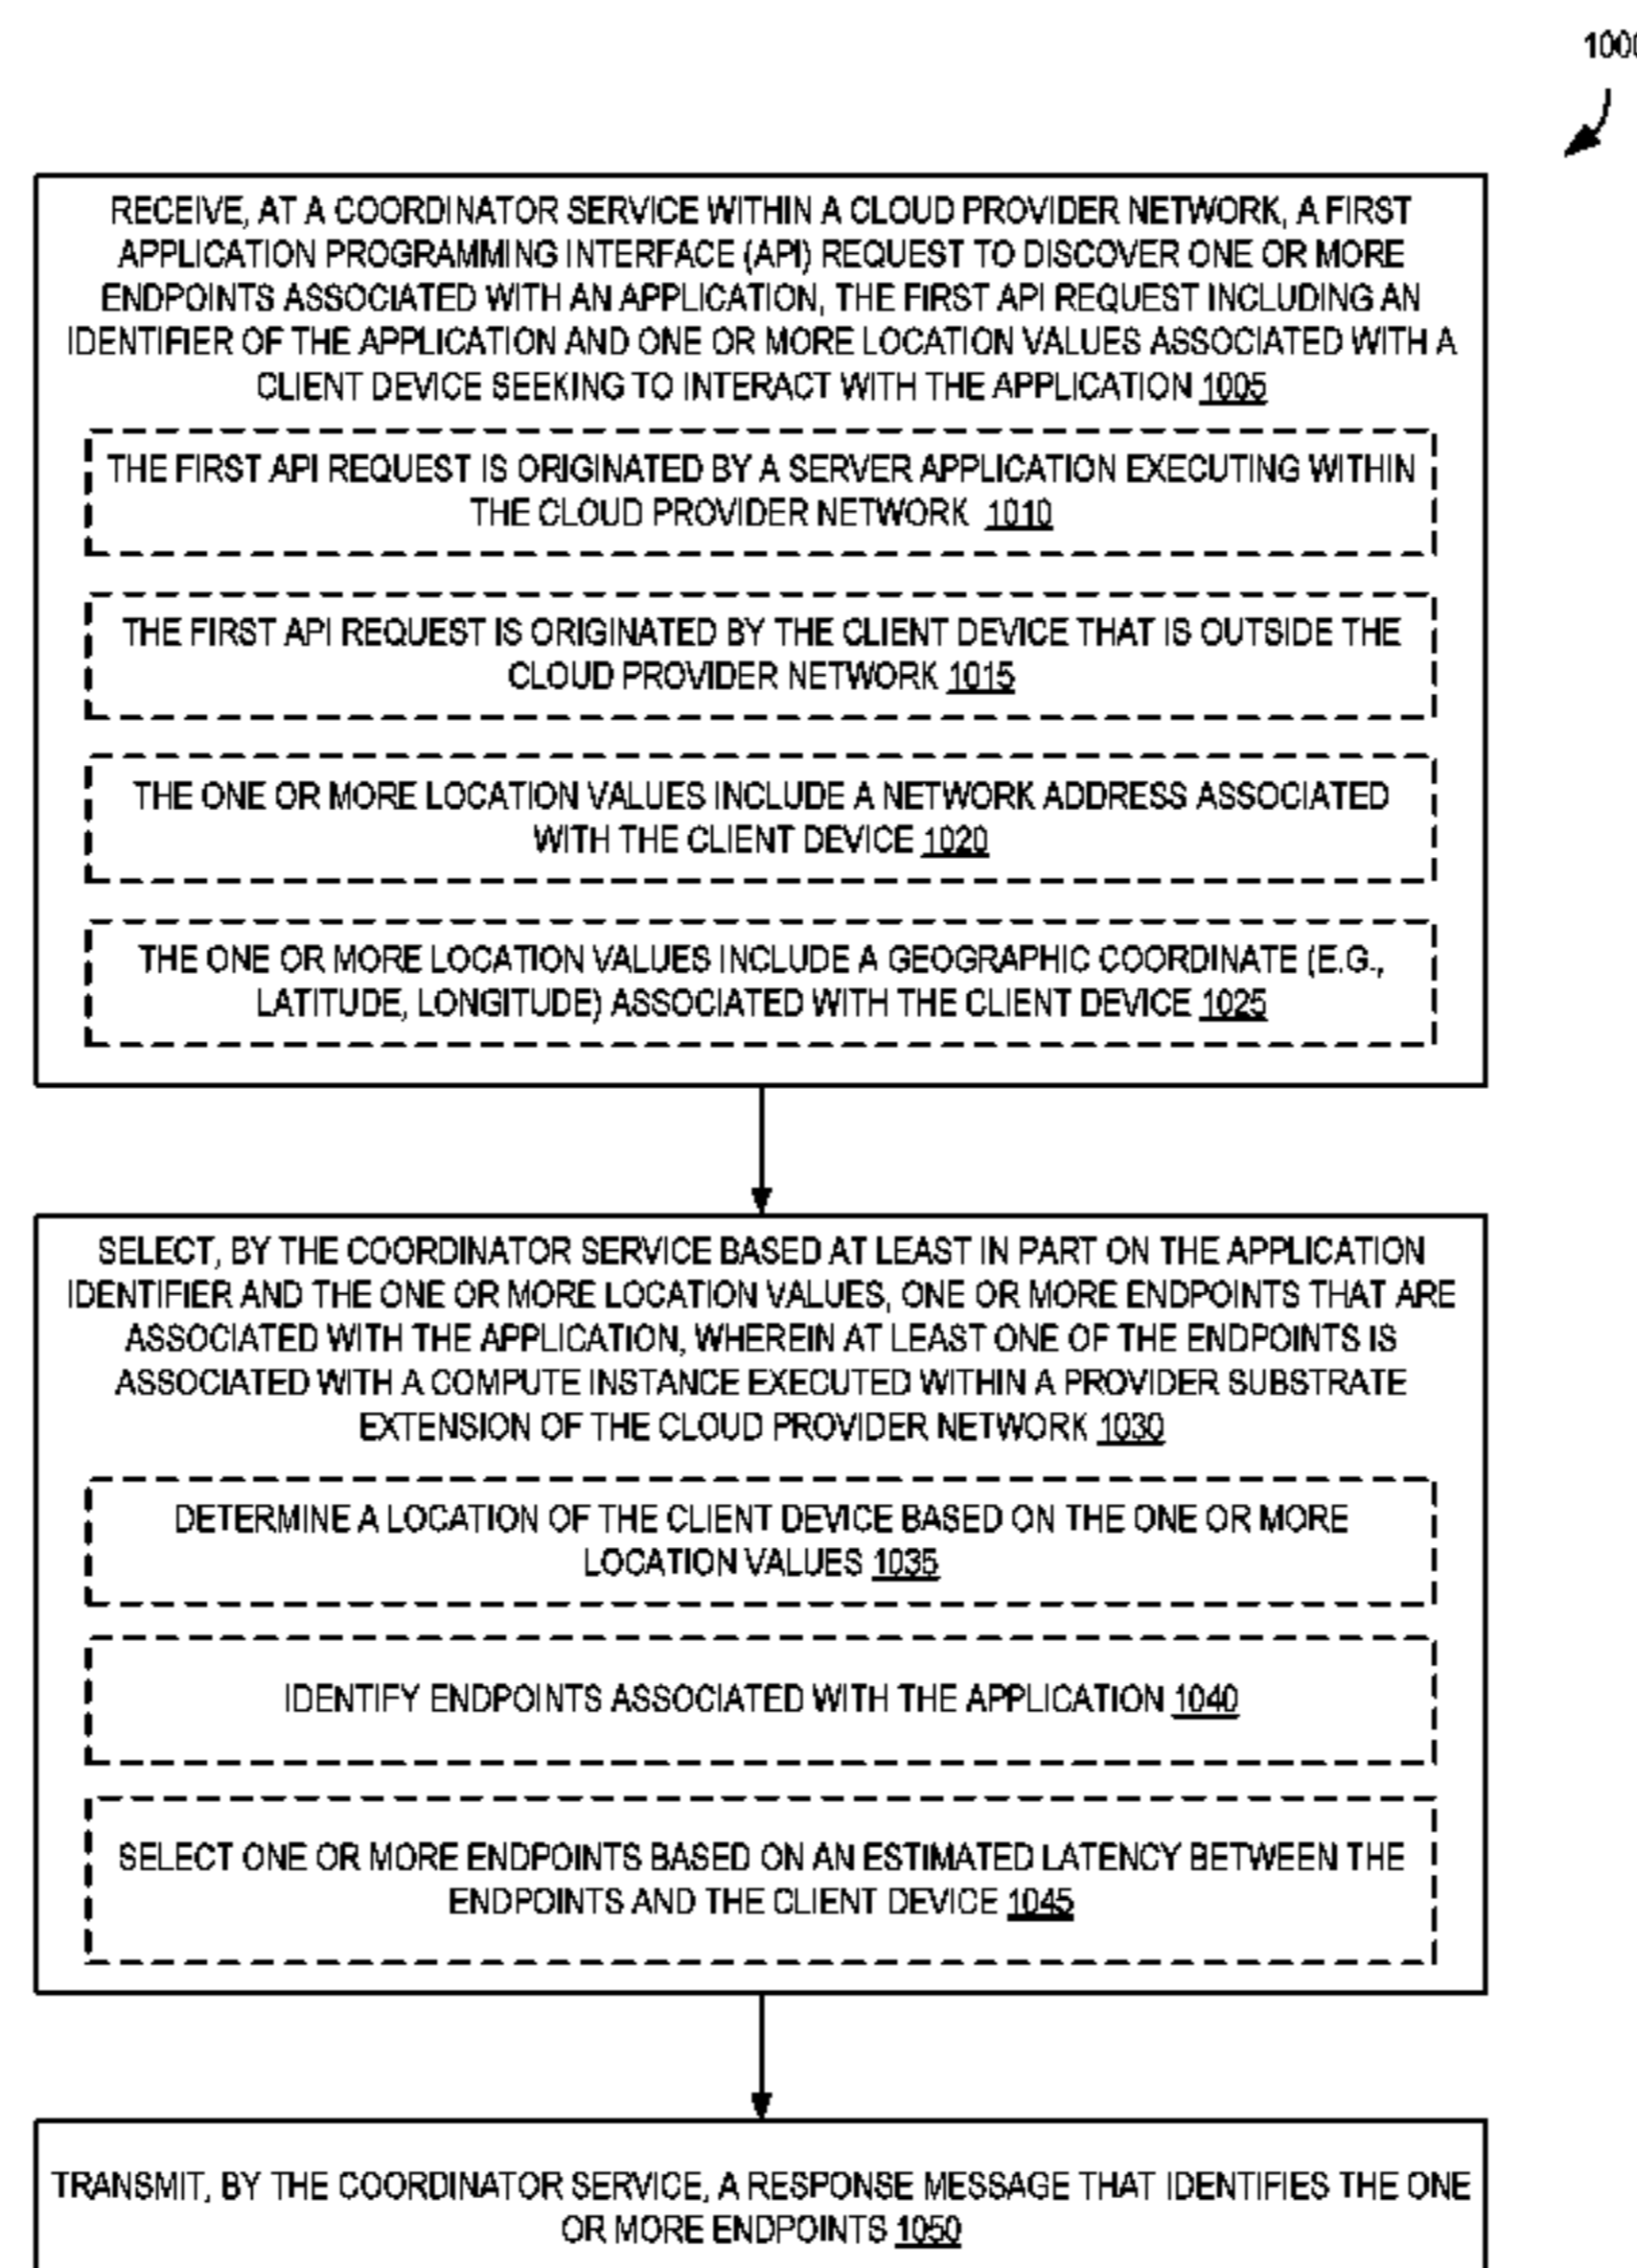 1000
RECEIVE, AT A COORDINATOR SERVICE WITHIN A CLOUD PROVIDER NETWORK, A FIRST
APPLICATION PROGRAMMING INTERFACE (API) REQUEST TO DISCOVER ONE OR MORE
ENDPOINTS ASSOCIATED WITH AN APPLICATION, THE FIRST API REQUEST INCLUDING AN
IDENTIFIER OF THE APPLICATION AND ONE OR MORE LOCATION VALUES ASSOCIATED WITH A
CLIENT DEVICE SEEKING TO INTERACT WITH THE APPLICATION 1005
THE FIRST API REQUEST IS ORIGINATED BY A SERVER APPLICATION EXECUTING WITHIN
THE CLOUD PROVIDER NETWORK 1010
THE FIRST API REQUEST IS ORIGINATED BY THE CLIENT DEVICE THAT IS OUTSIDE THE
CLOUD PROVIDER NETWORK 1015
THE ONE OR MORE LOCATION VALUES INCLUDE A NETWORK ADDRESS ASSOCIATED
WITH THE CLIENT DEVICE 1020
THE ONE OR MORE LOCATION VALUES INCLUDE A GEOGRAPHIC COORDINATE (E.G.,
LATITUDE, LONGITUDE) ASSOCIATED WITH THE CLIENT DEVICE 1025
SELECT, BY THE COORDINATOR SERVICE BASED AT LEAST IN PART ON THE APPLICATION
IDENTIFIER AND THE ONE OR MORE LOCATION VALUES, ONE OR MORE ENDPOINTS THAT ARE
ASSOCIATED WITH THE APPLICATION, WHEREIN AT LEAST ONE OF THE ENDPOINTS IS
ASSOCIATED WITH A COMPUTE INSTANCE EXECUTED WITHIN A PROVIDER SUBSTRATE
EXTENSION OF THE CLOUD PROVIDER NETWORK 1030
DETERMINE A LOCATION OF THE CLIENT DEVICE BASED ON THE ONE OR MORE
LOCATION VALUES 1035
IDENTIFY ENDPOINTS ASSOCIATED WITH THE APPLICATION 1040
SELECT ONE OR MORE ENDPOINTS BASED ON AN ESTIMATED LATENCY BETWEEN THE
ENDPOINTS AND THE CLIENT DEVICE 1045
TRANSMIT, BY THE COORDINATOR SERVICE, A RESPONSE MESSAGE THAT IDENTIFIES THE ONE
OR MORE ENDPOINTS 1050